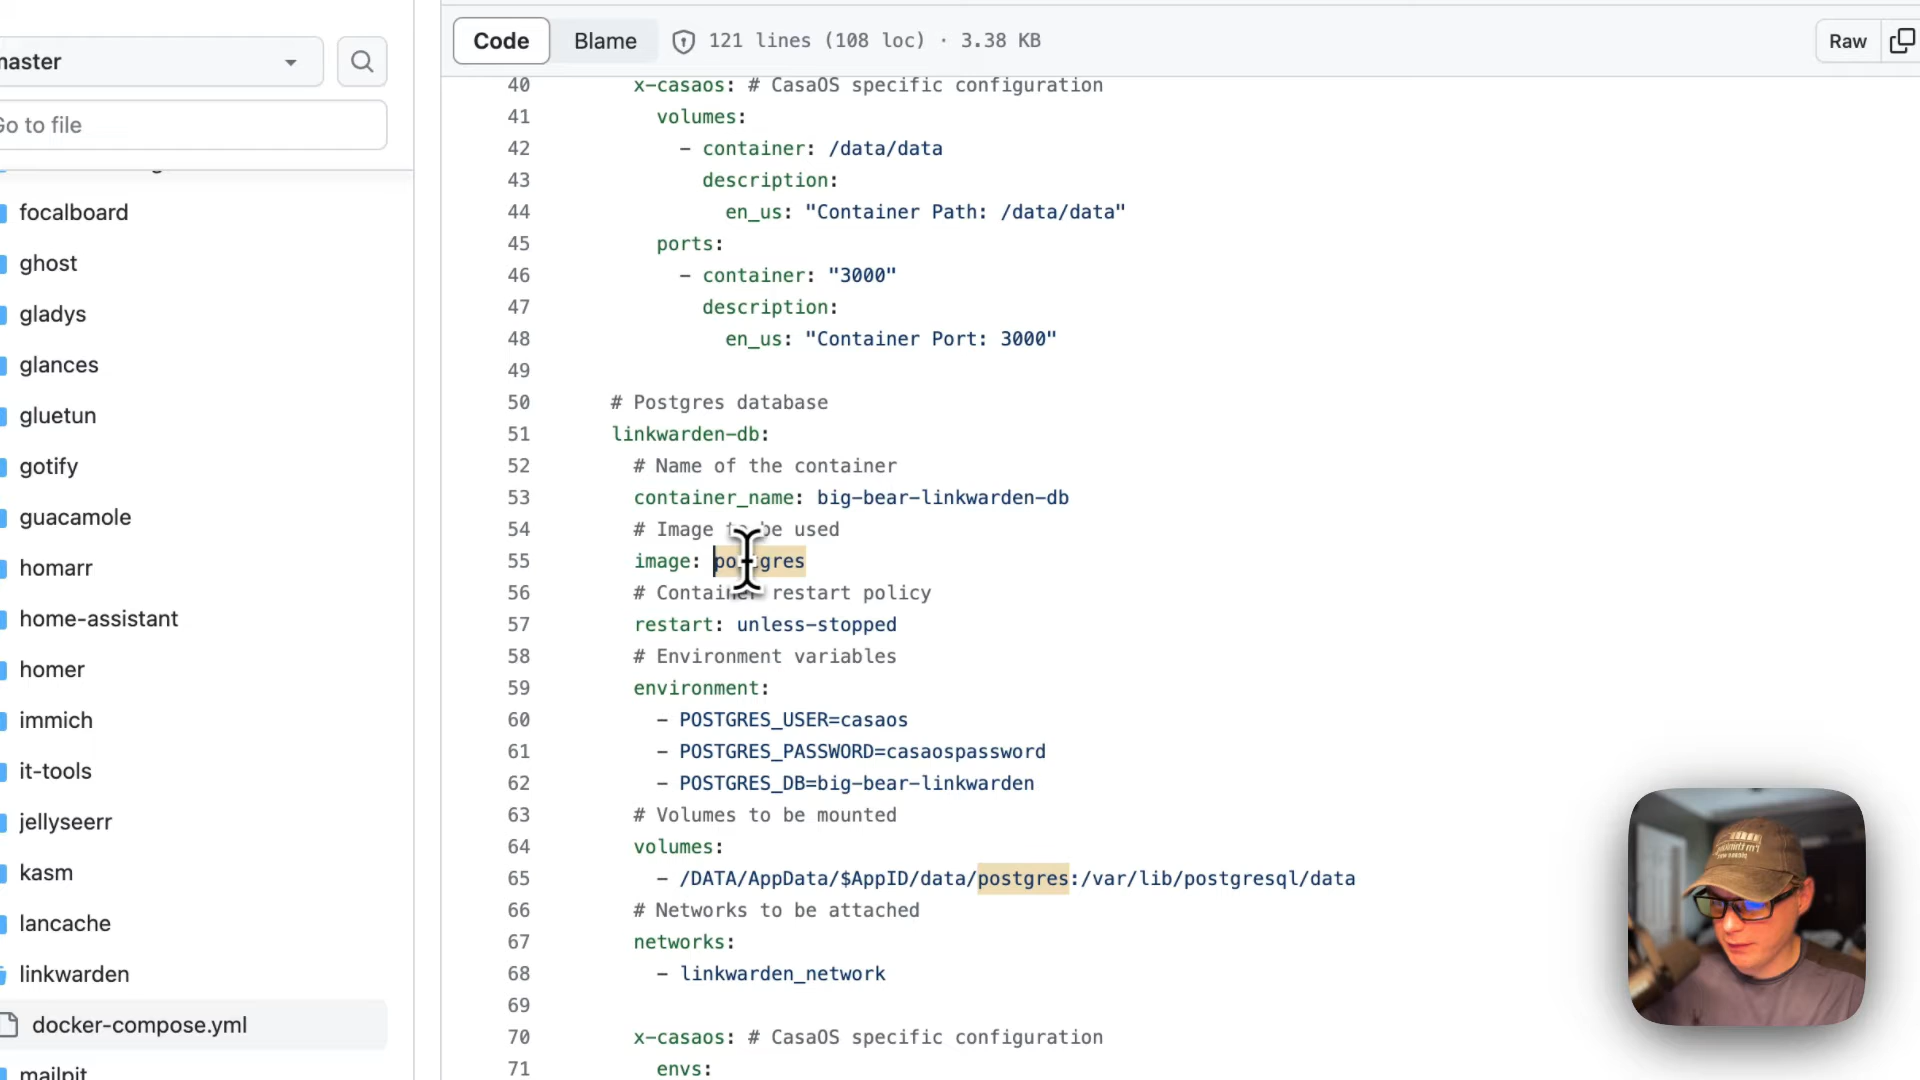 master
Go to file
focalboard
ghost
gladys
glances
gluetun
gotify
guacamole
homarr
home-assistant
homer
immich
it-tools
jellyseerr
kasm
lancache
linkwarden
docker-compose.yml
mailpit
Code Blame 121 lines (108 loc) · 3.38 KB Raw
40 x-casaos: # CasaOS specific configuration
41 volumes:
42 - container: /data/data
43 description:
44 en_us: "Container Path: /data/data"
45 ports:
46 - container: "3000"
47 description:
48 en_us: "Container Port: 3000"
49
50 # Postgres database
51 linkwarden-db:
52 # Name of the container
53 container_name: big-bear-linkwarden-db
54 # Image to be used
55 image: postgres
56 # Container restart policy
57 restart: unless-stopped
58 # Environment variables
59 environment:
60 - POSTGRES_USER=casaos
61 - POSTGRES_PASSWORD=casaospassword
62 - POSTGRES_DB=big-bear-linkwarden
63 # Volumes to be mounted
64 volumes:
65 - /DATA/AppData/$AppID/data/postgres:/var/lib/postgresql/data
66 # Networks to be attached
67 networks:
68 - linkwarden_network
69
70 x-casaos: # CasaOS specific configuration
71 envs: